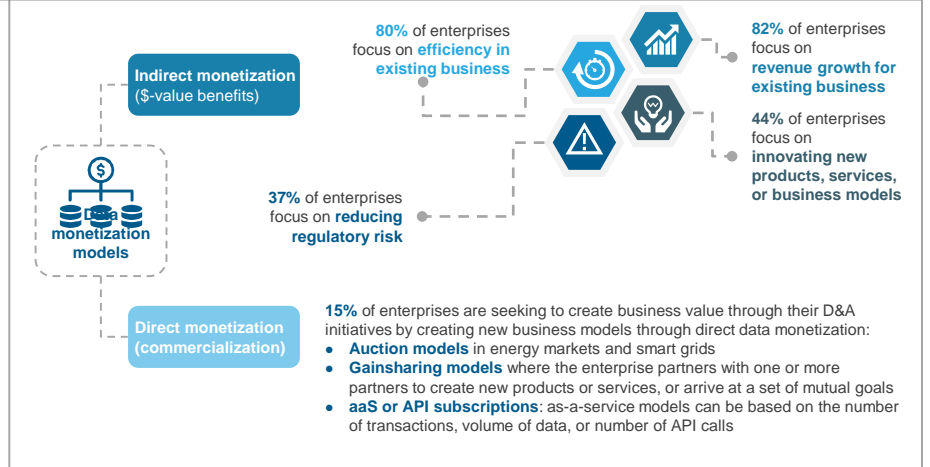 80% of enterprises
focus on efficiency in
existing business
82% of enterprises
focus on
revenue growth for
existing business
Indirect monetization
($-value benefits)
44% of enterprises
focus on
innovating new
products, services,
or business models
$
Data
monetization
models
37% of enterprises
focus on reducing
regulatory risk
Direct monetization
(commercialization)
15% of enterprises are seeking to create business value through their D&A
initiatives by creating new business models through direct data monetization:
● Auction models in energy markets and smart grids
● Gainsharing models where the enterprise partners with one or more
partners to create new products or services, or arrive at a set of mutual goals
● aaS or API subscriptions: as-a-service models can be based on the number
of transactions, volume of data, or number of API calls